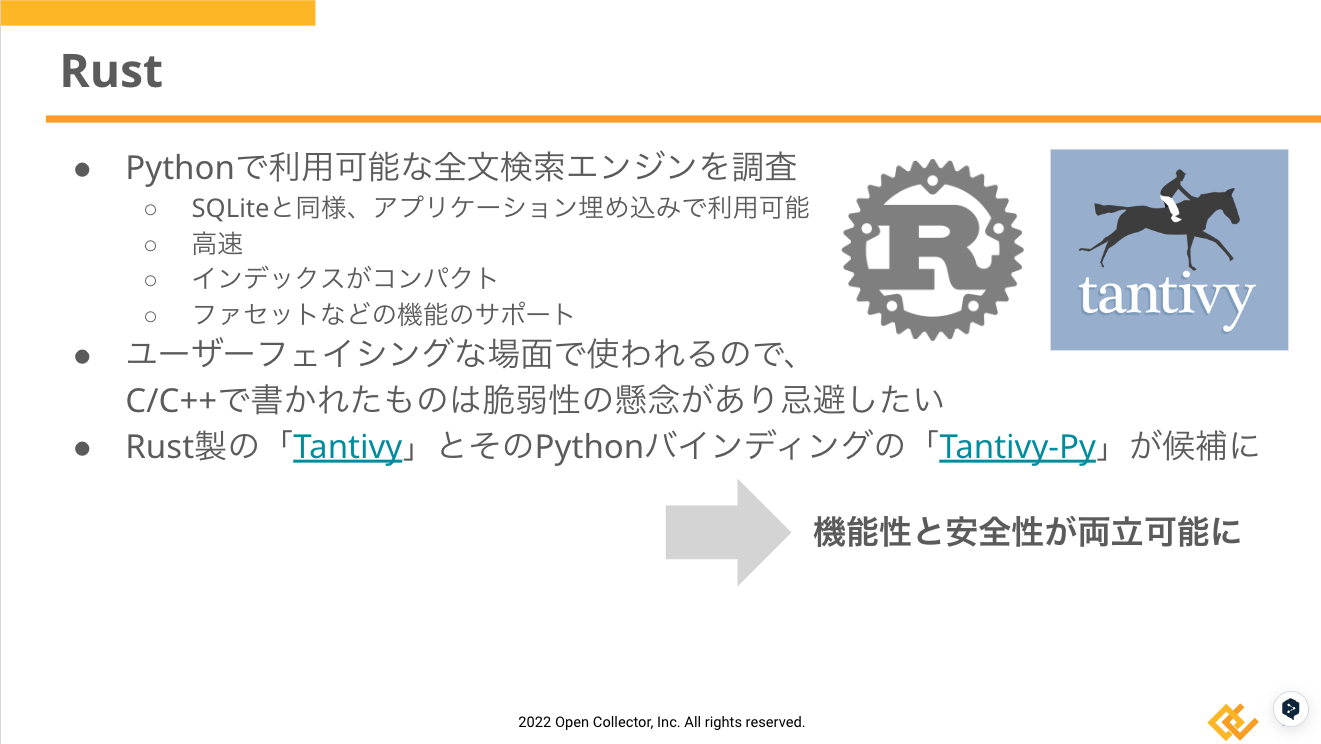 Rust
● Pythonで利用可能な全文検索エンジンを調査
○ SQLiteと同様、アプリケーション埋め込みで利用可能
○ 高速
○ インデックスがコンパクト
○ ファセットなどの機能のサポート
● ユーザーフェイシングな場面で使われるので、
C/C++で書かれたものは脆弱性の懸念があり忌避したい
● Rust製の「Tantivy」とそのPythonバインディングの「Tantivy-Py」が候補に
R
tantivy
機能性と安全性が両立可能に
2022 Open Collector, Inc. All rights reserved.